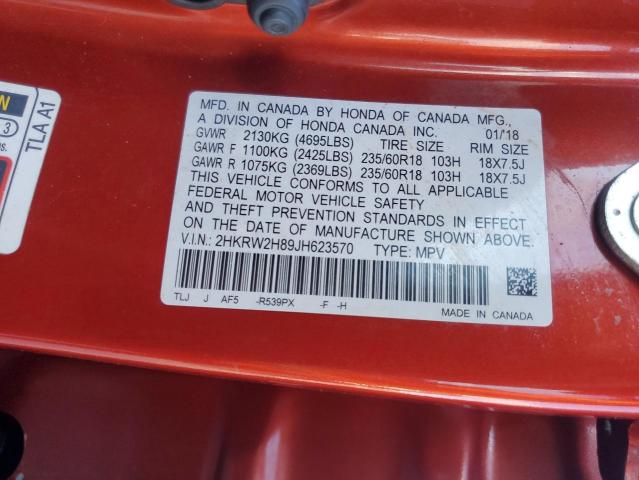 MFD. IN CANADA BY HONDA OF CANADA MFG.,
A DIVISION OF HONDA CANADA INC. 01/18
GVWR 2130KG (4695LBS) TIRE SIZE RIM SIZE
GAWR F 1100KG (2425LBS) 235/60R18 103H 18X7.5J
GAWR R 1075KG (2369LBS) 235/60R18 103H 18X7.5J
THIS VEHICLE CONFORMS TO ALL APPLICABLE
FEDERAL MOTOR VEHICLE SAFETY
AND THEFT PREVENTION STANDARDS IN EFFECT
ON THE DATE OF MANUFACTURE SHOWN ABOVE.
V.I.N.: 2HKRW2H89JH623570 TYPE: MPV
TLJ J AF5 -R539PX -F -H
MADE IN CANADA
TLA A1
3